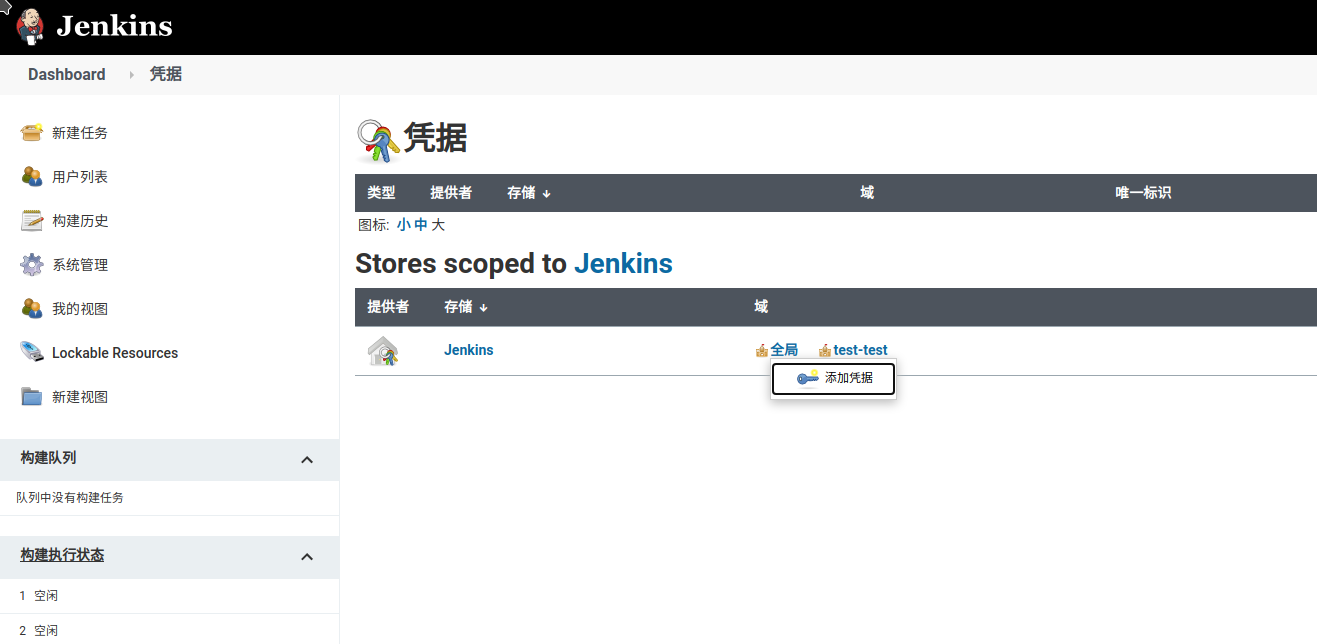 Jenkins
Dashboard 凭据
新建任务
用户列表
构建历史
系统管理
我的视图
Lockable Resources
新建视图
构建队列
队列中没有构建任务
构建执行状态
1 空闲
2 空闲
凭据
类型 提供者 存储 ↓ 域 唯一标识
图标: 小 中 大
Stores scoped to Jenkins
提供者 存储 ↓ 域
Jenkins 全局 test-test
添加凭据